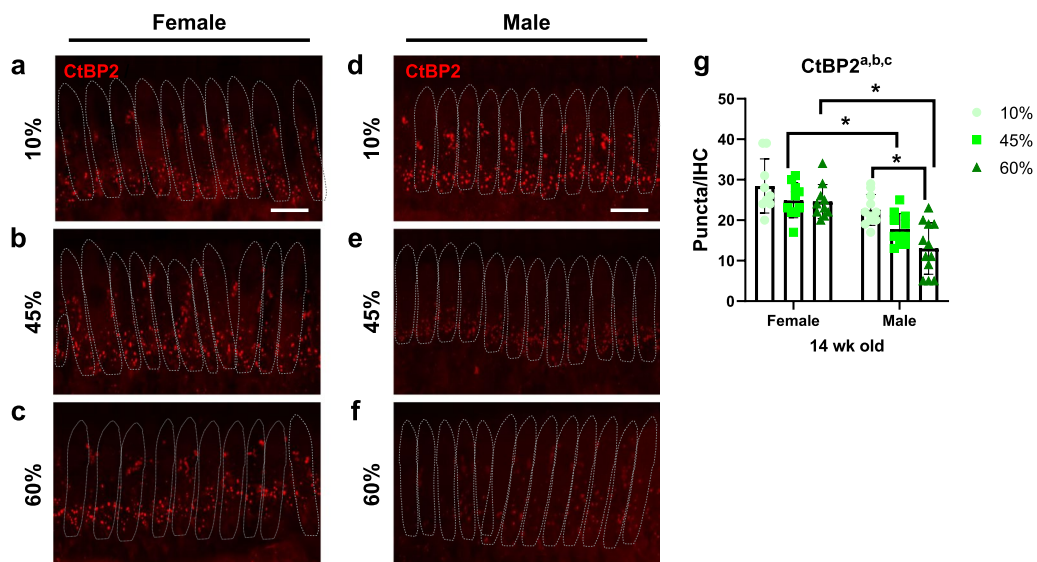 Female
Male
a
CtBP2
10%
d
CtBP2
10%
b
45%
e
45%
c
60%
f
60%
g
CtBP2a,b,c
*
*
*
50
40
30
20
10
0
Puncta/IHC
Female
Male
14 wk old
10%
45%
60%